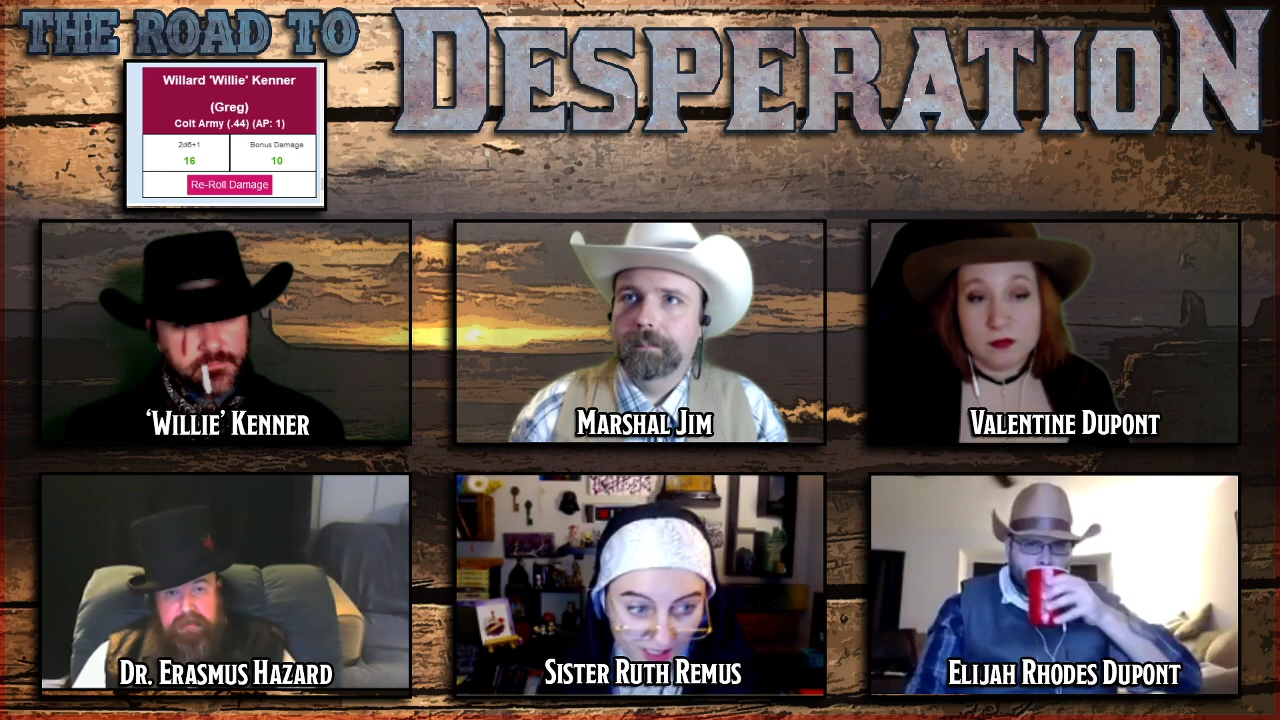 THE ROAD TO DESPERATION
Willard 'Willie' Kenner
(Greg)
Colt Army (.44) (AP: 1)
2d6+1 Bonus Damage
16 10
Re-Roll Damage
'WILLIE' KENNER
MARSHAL JIM
VALENTINE DUPONT
DR. ERASMUS HAZARD
SISTER RUTH REMUS
ELIJAH RHODES DUPONT